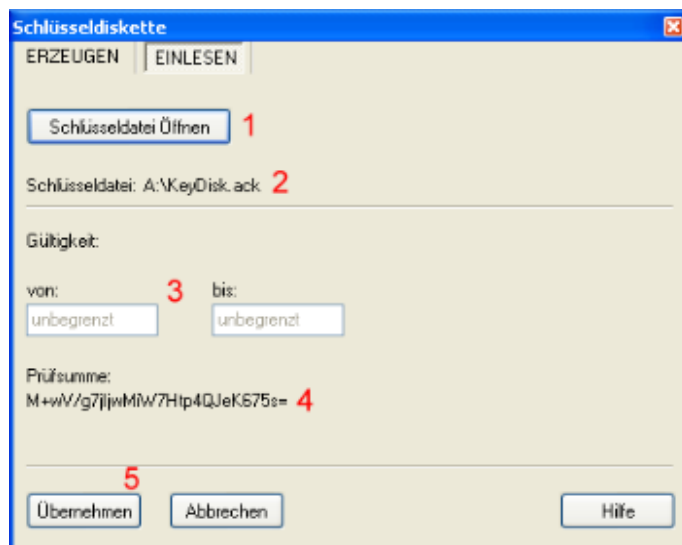 Schlüsseldiskette
ERZEUGEN EINLESEN
Schlüsseldatei Öffnen 1
Schlüsseldatei: A:\KeyDisk.ack 2
Gültigkeit:
von: 3 bis:
unbegrenzt unbegrenzt
Prüfsumme:
M+wV/g7jIjwMiW7Htp4QJeK675s= 4
5
Übernehmen Abbrechen Hilfe